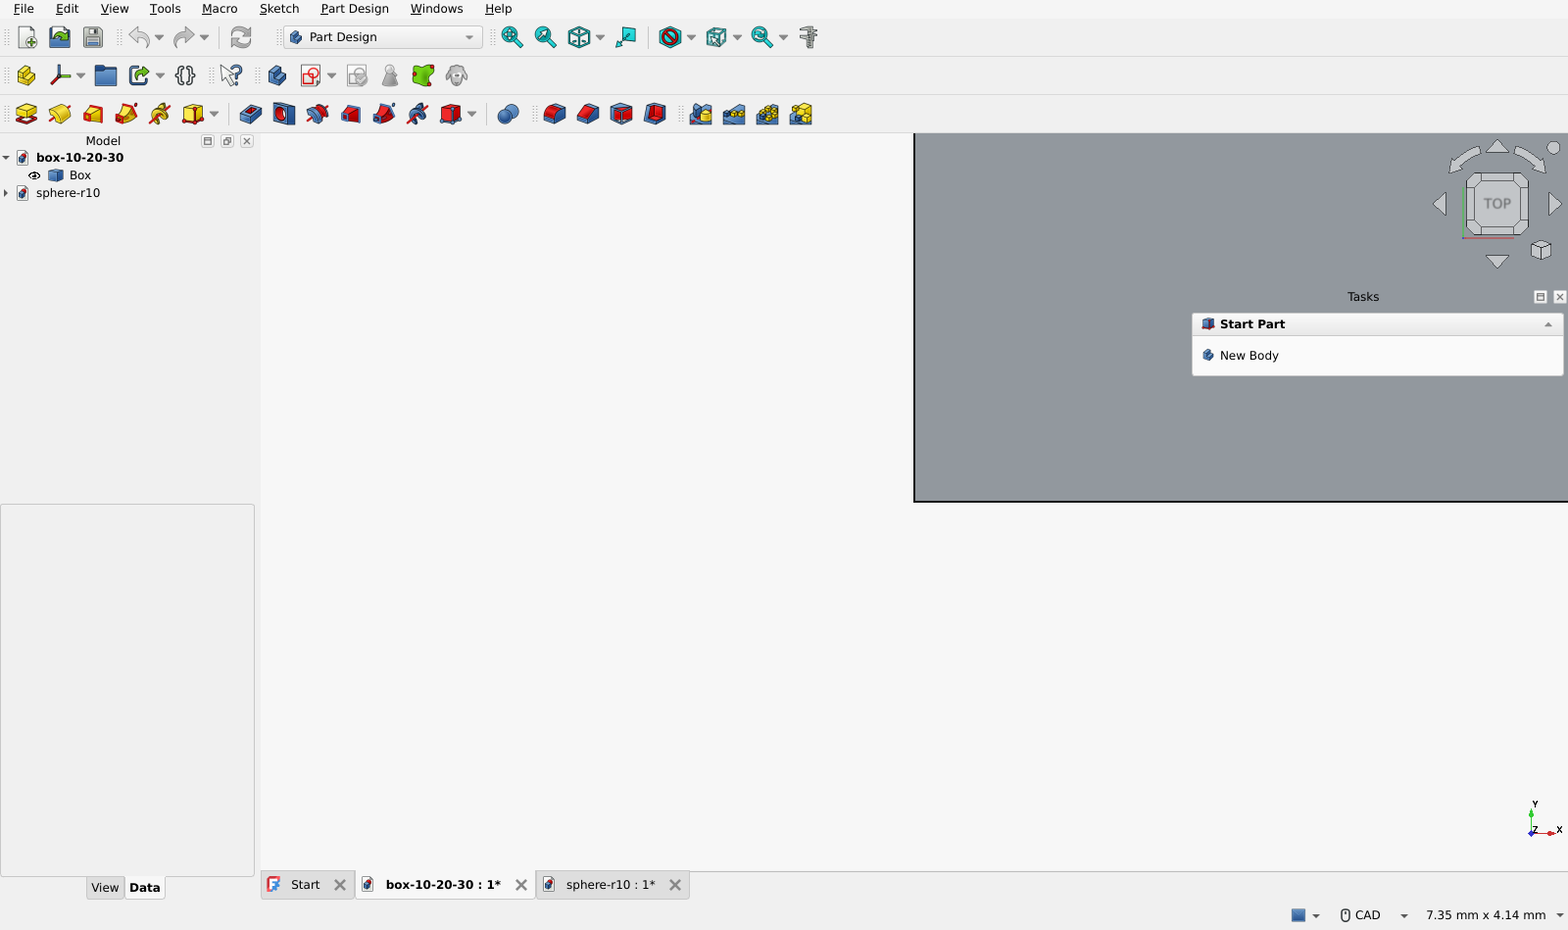 File Edit View Tools Macro Sketch Part Design Windows Help
Part Design
Model
box-10-20-30
Box
sphere-r10
TOP
Tasks
Start Part
New Body
Y
Z X
View Data
Start box-10-20-30 : 1* sphere-r10 : 1*
CAD 7.35 mm x 4.14 mm